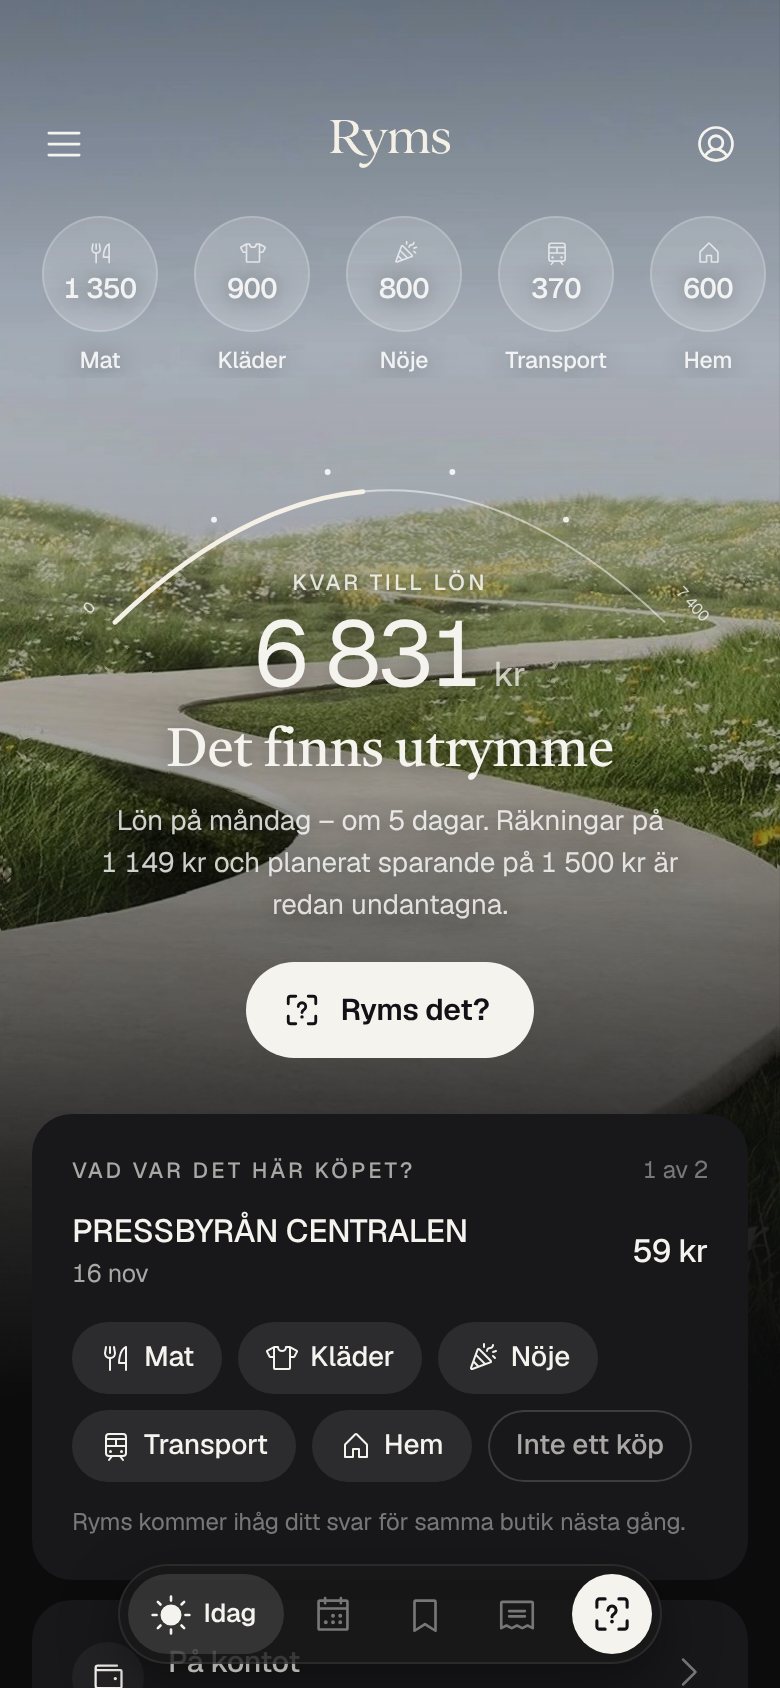 Ryms
1 350
900
800
370
600
Mat
Kläder
Nöje
Transport
Hem
0
7 400
KVAR TILL LÖN
6 831 kr
Det finns utrymme
Lön på måndag – om 5 dagar. Räkningar på
1 149 kr och planerat sparande på 1 500 kr är
redan undantagna.
Ryms det?
VAD VAR DET HÄR KÖPET?
1 av 2
PRESSBYRÅN CENTRALEN
59 kr
16 nov
Mat
Kläder
Nöje
Transport
Hem
Inte ett köp
Ryms kommer ihåg ditt svar för samma butik nästa gång.
Idag
På kontot